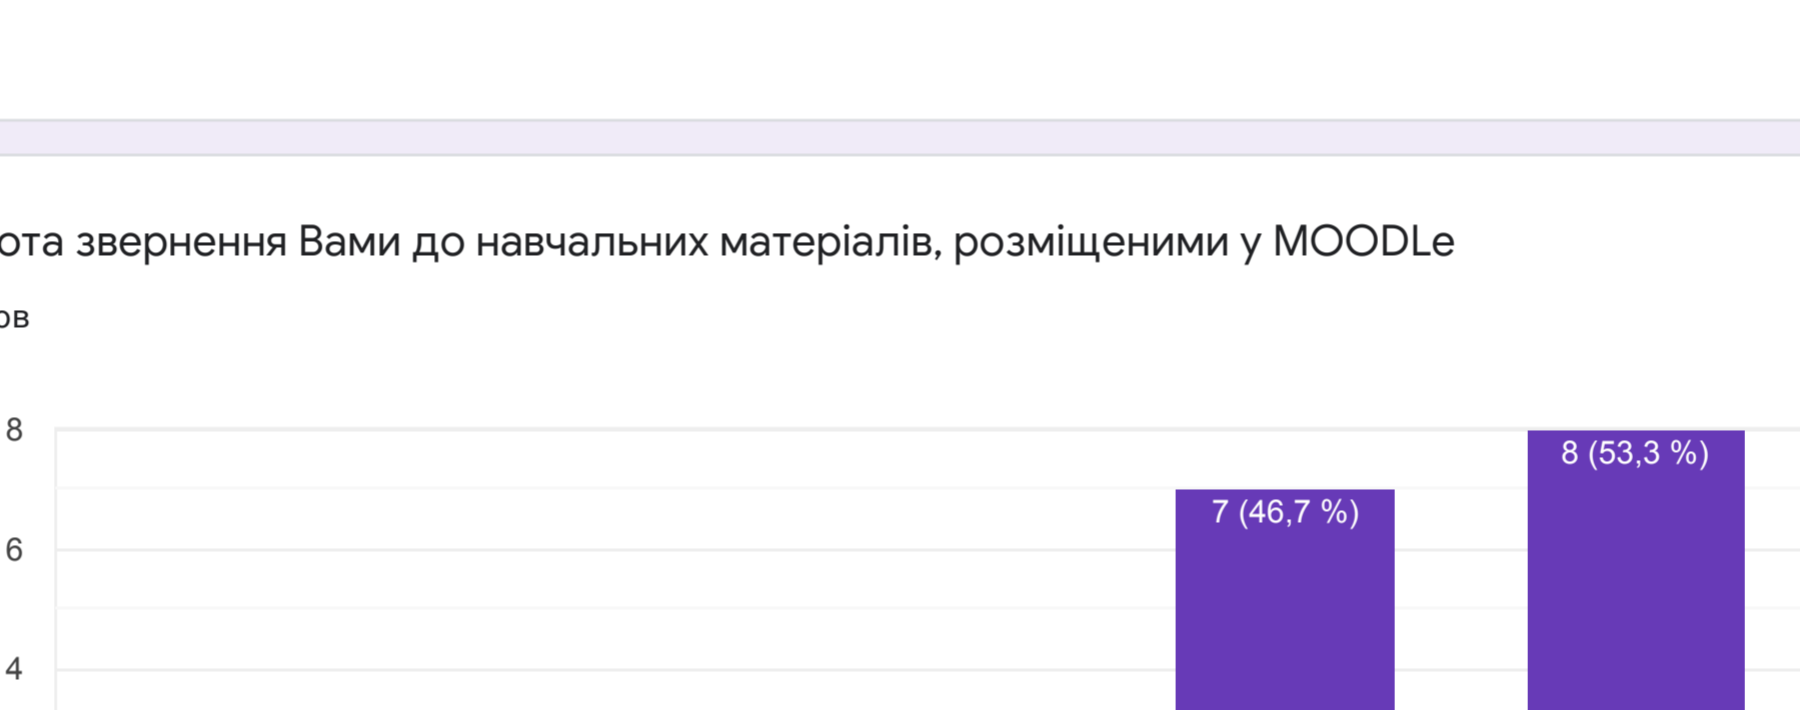 ота звернення Вами до навчальних матеріалів, розміщеними у MOODLe
ов
8
8 (53,3 %)
7 (46,7 %)
6
4